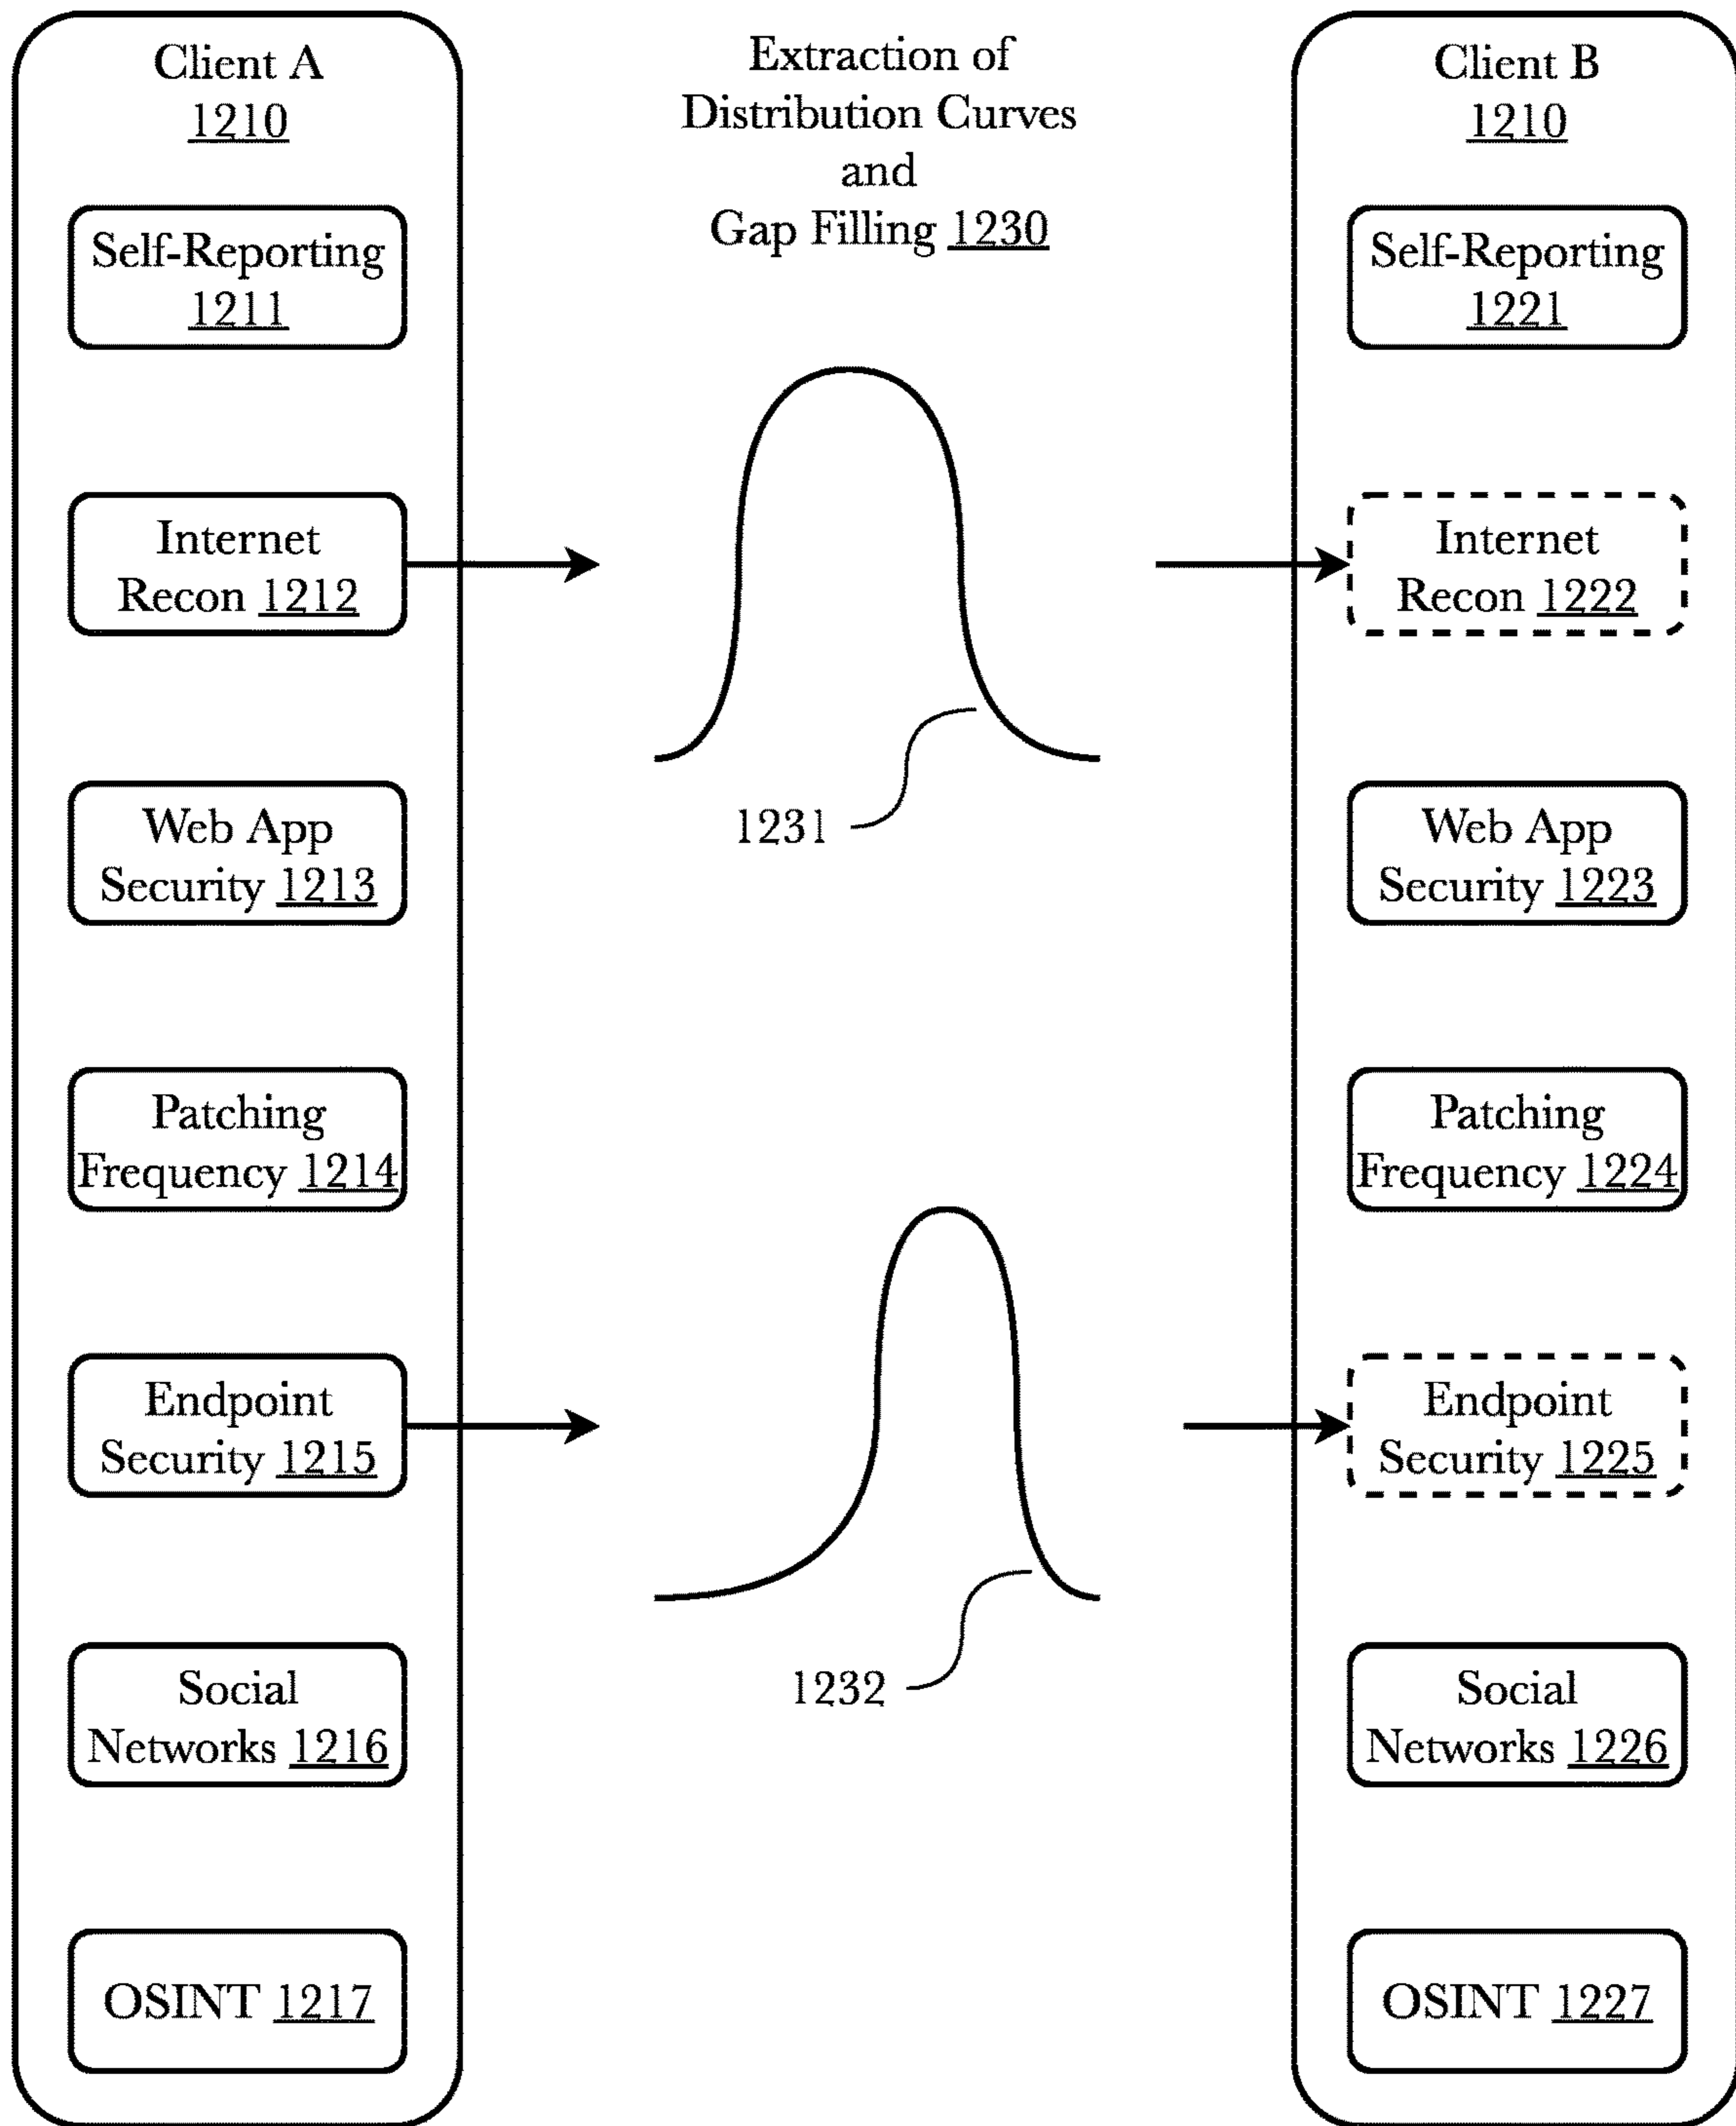 Client A
1210
Self-Reporting
1211
Internet
Recon 1212
Web App
Security 1213
Patching
Frequency 1214
Endpoint
Security 1215
Social
Networks 1216
OSINT 1217
Extraction of
Distribution Curves
and
Gap Filling 1230
1231
1232
Client B
1210
Self-Reporting
1221
Internet
Recon 1222
Web App
Security 1223
Patching
Frequency 1224
Endpoint
Security 1225
Social
Networks 1226
OSINT 1227